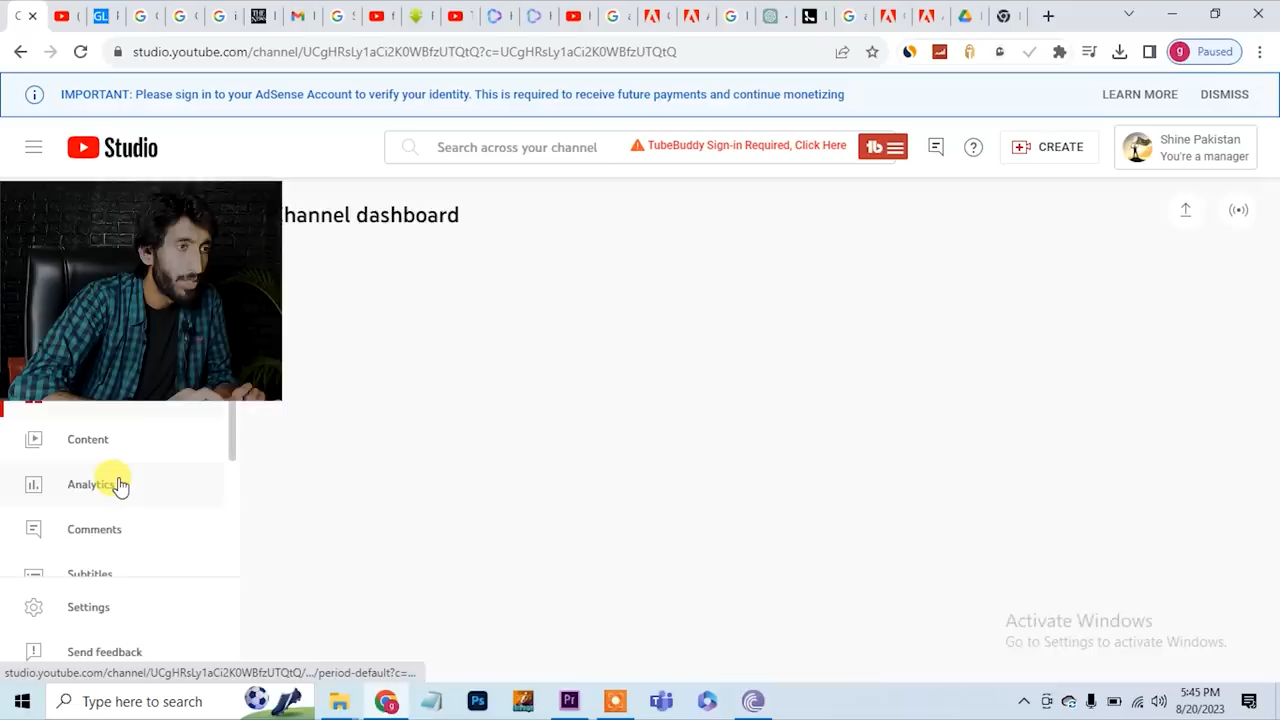 studio.youtube.com/channel/UCgHRsLy1aCi2K0WBfzUTQtQ?c=UCgHRsLy1aCi2K0WBfzUTQtQ
Paused
IMPORTANT: Please sign in to your AdSense Account to verify your identity. This is required to receive future payments and continue monetizing
LEARN MORE
DISMISS
Studio
Search across your channel
TubeBuddy Sign-in Required, Click Here
CREATE
Shine Pakistan
You're a manager
hannel dashboard
Content
Analytics
Comments
Subtitles
Settings
Send feedback
Activate Windows
Go to Settings to activate Windows.
studio.youtube.com/channel/UCgHRsLy1aCi2K0WBfzUTQtQ/.../period-default?c=...
Type here to search
5:45 PM
8/20/2023